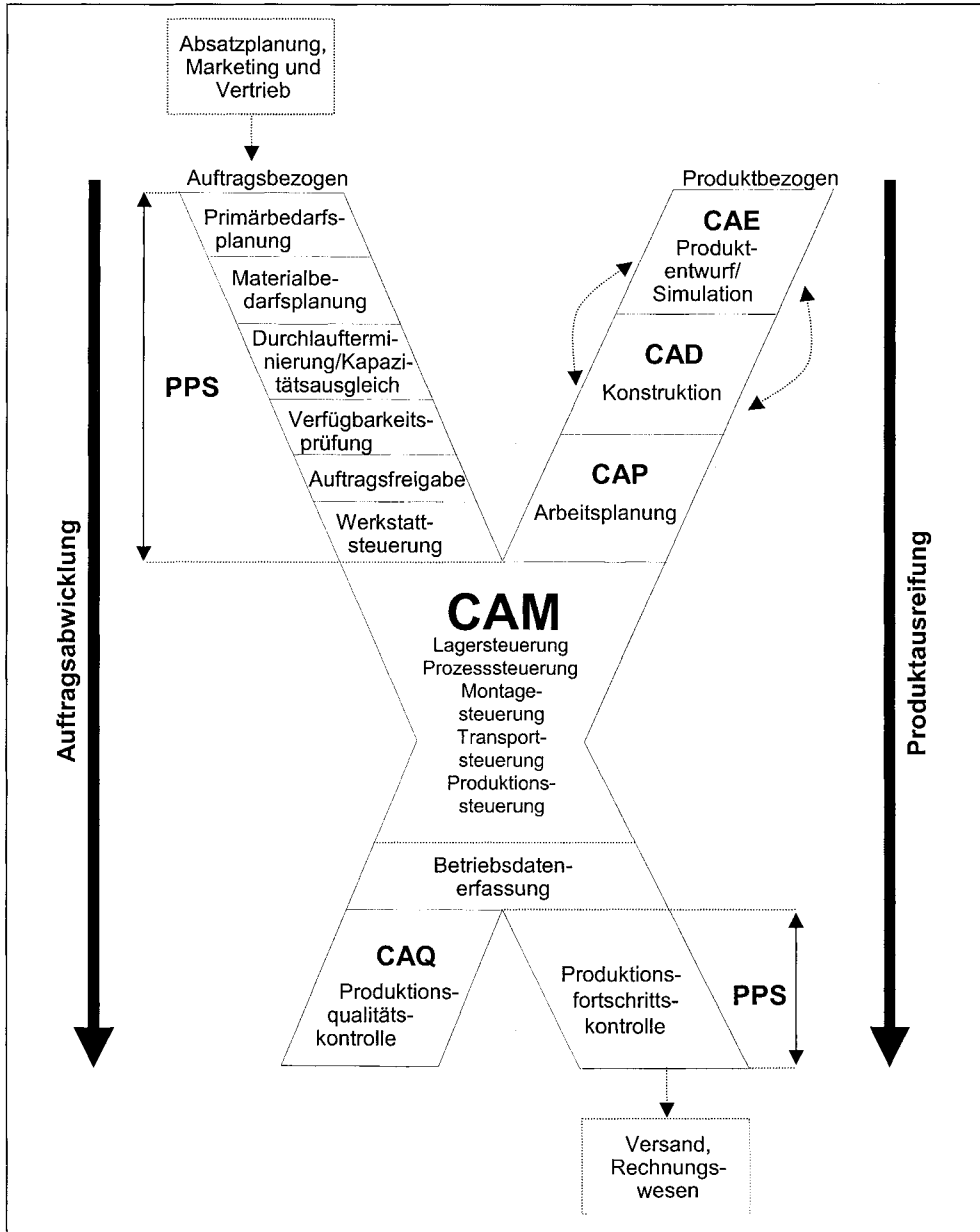 Absatzplanung,
Marketing und
Vertrieb
Auftragsbezogen
Primärbedarfs-
planung
Materialbe-
darfsplanung
Durchlauftermi-
nierung/Kapazi-
tätsausgleich
Verfügbarkeits-
prüfung
Auftragsfreigabe
Werkstatt-
steuerung
PPS
Auftragsabwicklung
Produktbezogen
CAE
Produkt-
entwurf/
Simulation
CAD
Konstruktion
CAP
Arbeitsplanung
Produktausreifung
CAM
Lagersteuerung
Prozesssteuerung
Montage-
steuerung
Transport-
steuerung
Produktions-
steuerung
Betriebsdaten-
erfassung
CAQ
Produktions-
qualitäts-
kontrolle
Produktions-
fortschritts-
kontrolle
PPS
Versand,
Rechnungs-
wesen